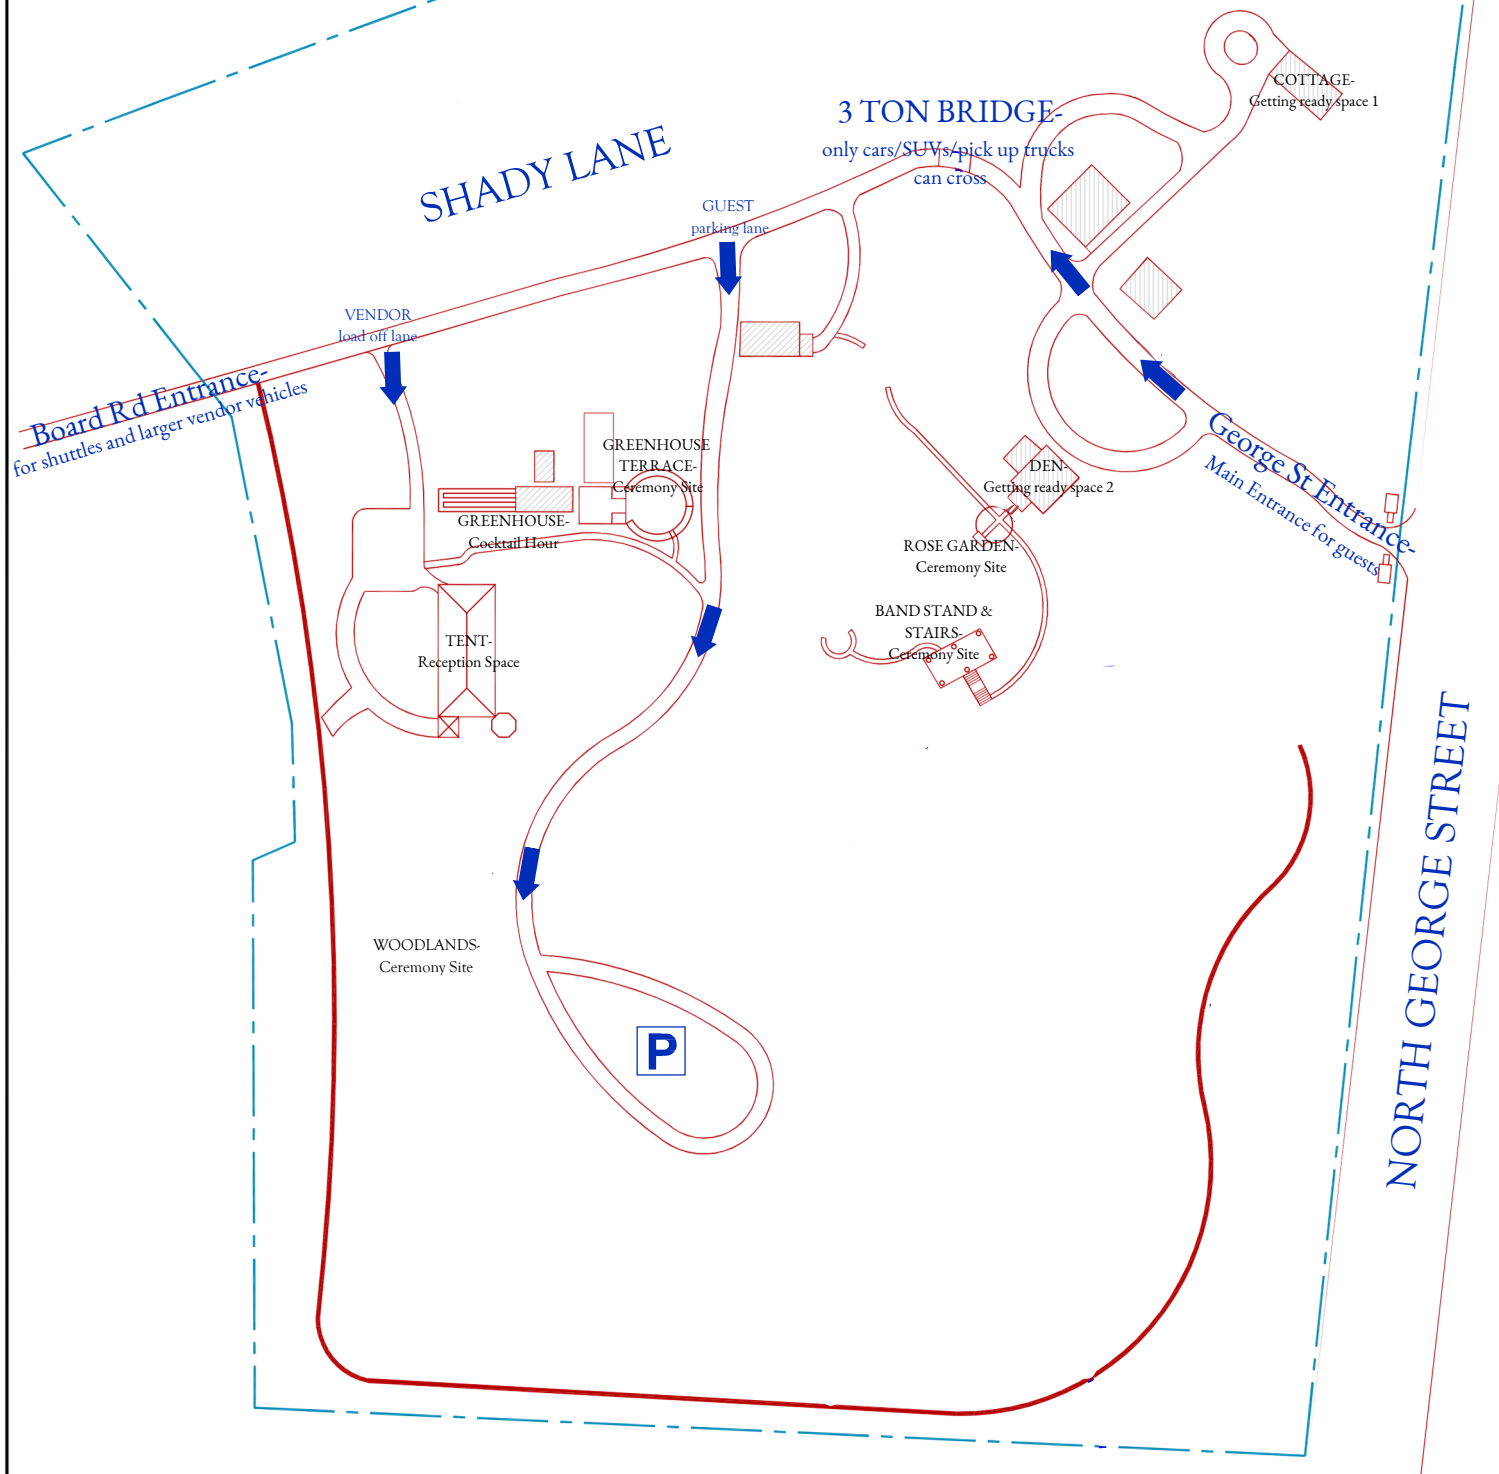 COTTAGE-
Getting ready space 1
3 TON BRIDGE-
only cars/SUVs/pick up trucks
can cross
SHADY LANE
GUEST
parking lane
VENDOR
load off lane
Board Rd Entrance-
for shuttles and larger vendor vehicles
George St Entrance-
Main Entrance for guests
GREENHOUSE
TERRACE-
Ceremony Site
GREENHOUSE-
Cocktail Hour
DEN-
Getting ready space 2
ROSE GARDEN-
Ceremony Site
BAND STAND &
STAIRS-
Ceremony Site
TENT-
Reception Space
NORTH GEORGE STREET
WOODLANDS-
Ceremony Site
P